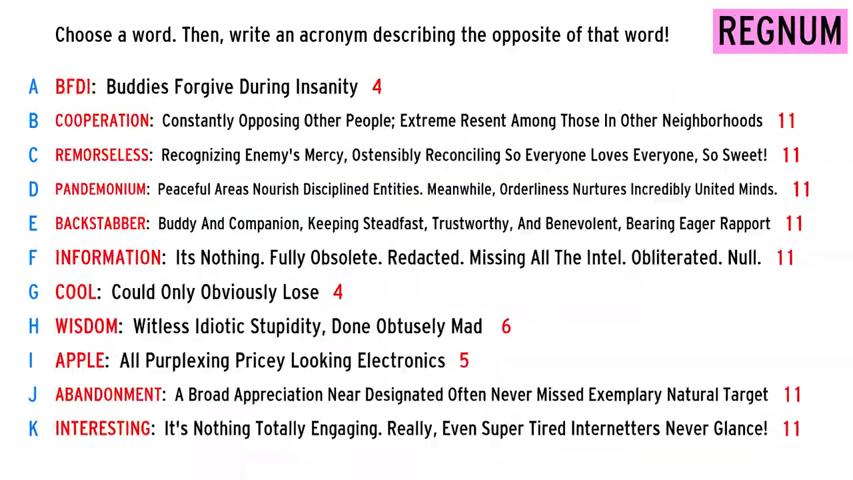 Choose a word. Then, write an acronym describing the opposite of that word! REGNUM
A BFDI: Buddies Forgive During Insanity 4
B COOPERATION: Constantly Opposing Other People; Extreme Resent Among Those In Other Neighborhoods 11
C REMORSELESS: Recognizing Enemy's Mercy, Ostensibly Reconciling So Everyone Loves Everyone, So Sweet! 11
D PANDEMONIUM: Peaceful Areas Nourish Disciplined Entities. Meanwhile, Orderliness Nurtures Incredibly United Minds. 11
E BACKSTABBER: Buddy And Companion, Keeping Steadfast, Trustworthy, And Benevolent, Bearing Eager Rapport 11
F INFORMATION: Its Nothing. Fully Obsolete. Redacted. Missing All The Intel. Obliterated. Null. 11
G COOL: Could Only Obviously Lose 4
H WISDOM: Witless Idiotic Stupidity, Done Obtusely Mad 6
I APPLE: All Purplexing Pricey Looking Electronics 5
J ABANDONMENT: A Broad Appreciation Near Designated Often Never Missed Exemplary Natural Target 11
K INTERESTING: It's Nothing Totally Engaging. Really, Even Super Tired Internetters Never Glance! 11